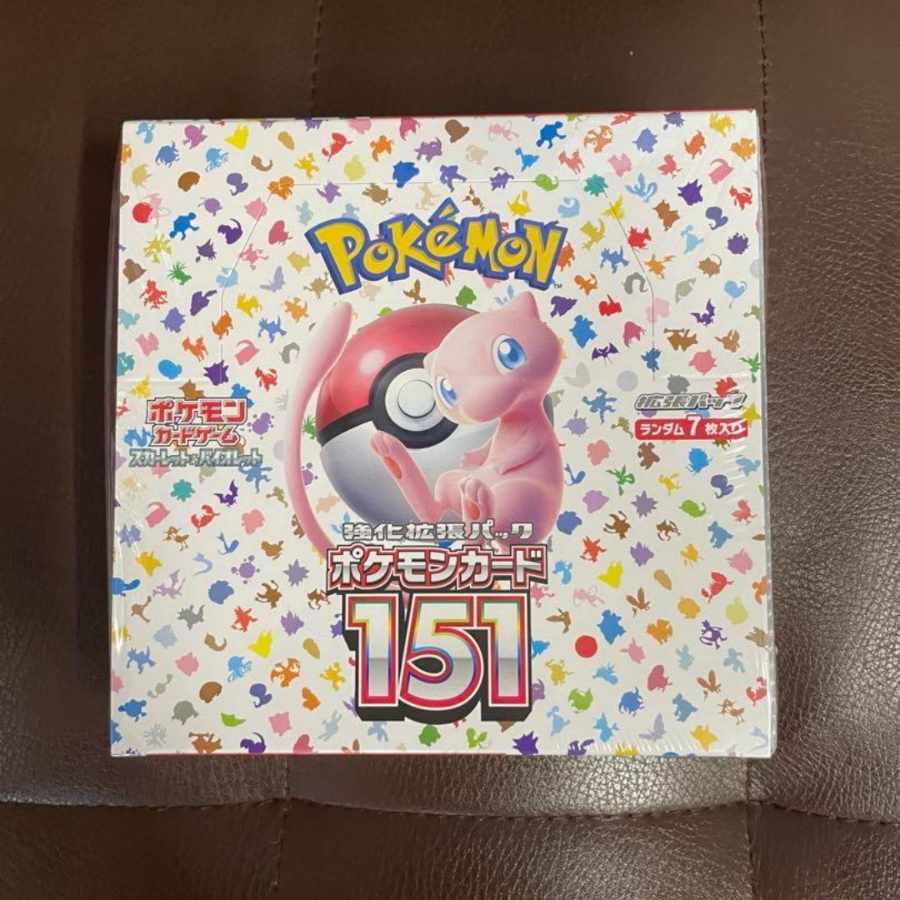 POKéMON
ポケモン
カードゲーム
スカーレット&バイオレット
拡張パック
ランダム7枚入り
強化拡張パック
ポケモンカード
151